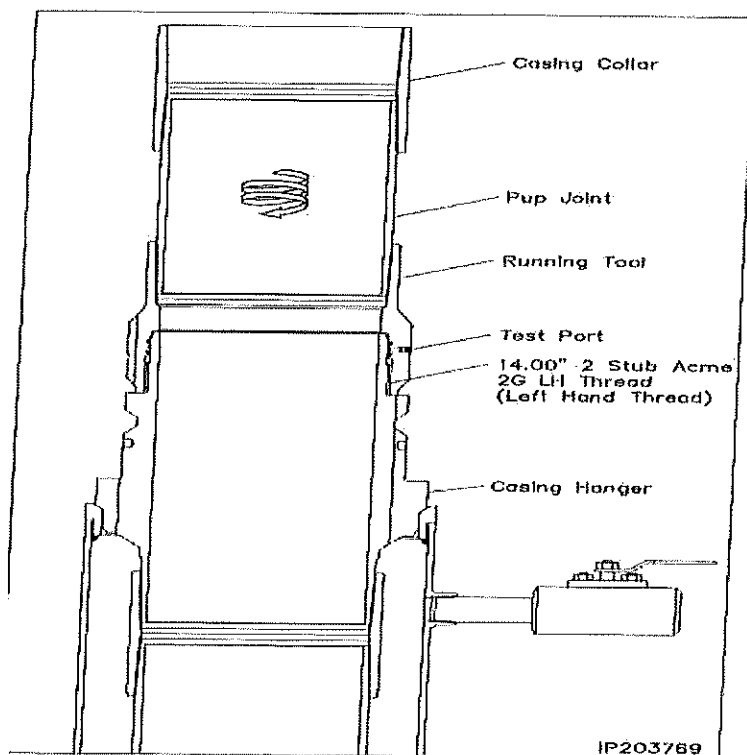 Casing Collar
Pup Joint
Running Tool
Test Port
14.00" 2 Stub Acme
2G LH Thread
(Left Hand Thread)
Casing Hanger
IP203769